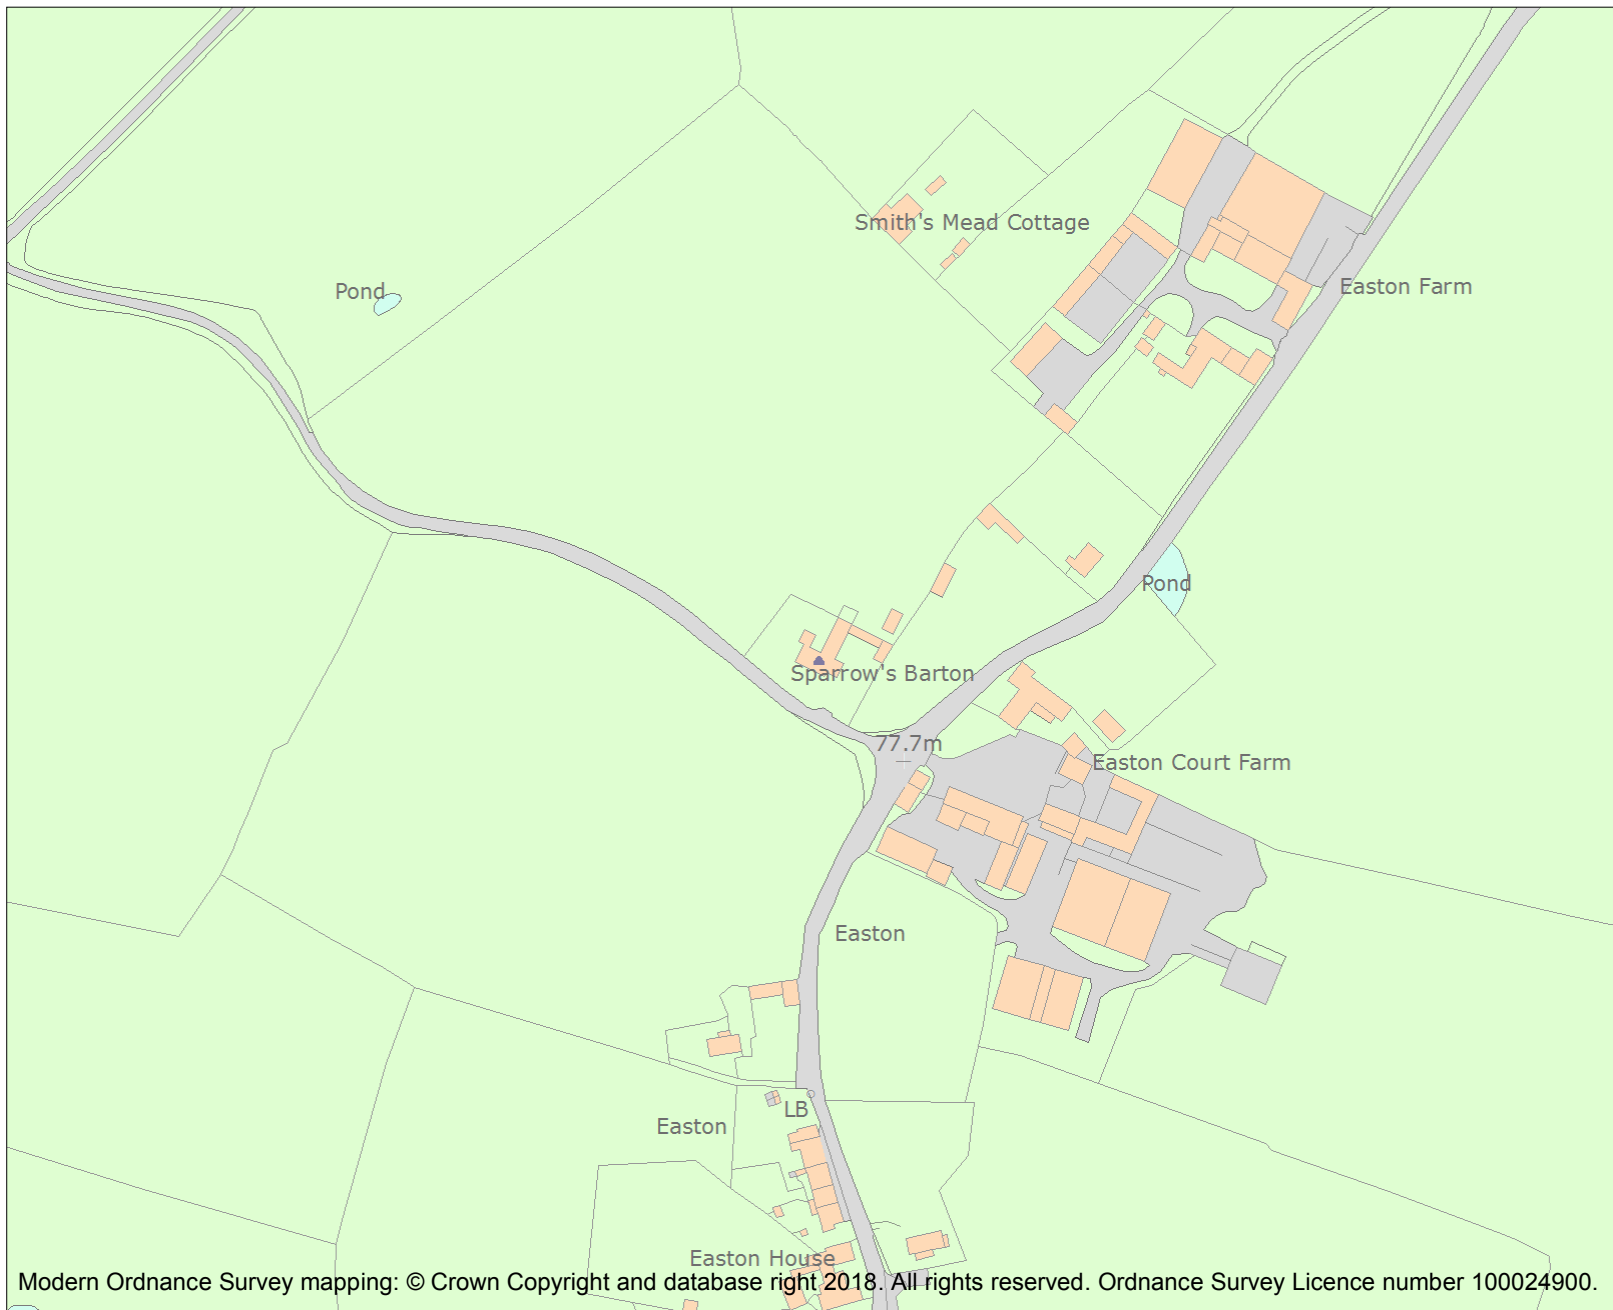 Smith's Mead Cottage
Easton Farm
Pond
Pond
Sparrow's Barton
77.7m
Easton Court Farm
Easton
LB
Easton
Easton House
Modern Ordnance Survey mapping: © Crown Copyright and database right 2018. All rights reserved. Ordnance Survey Licence number 100024900.